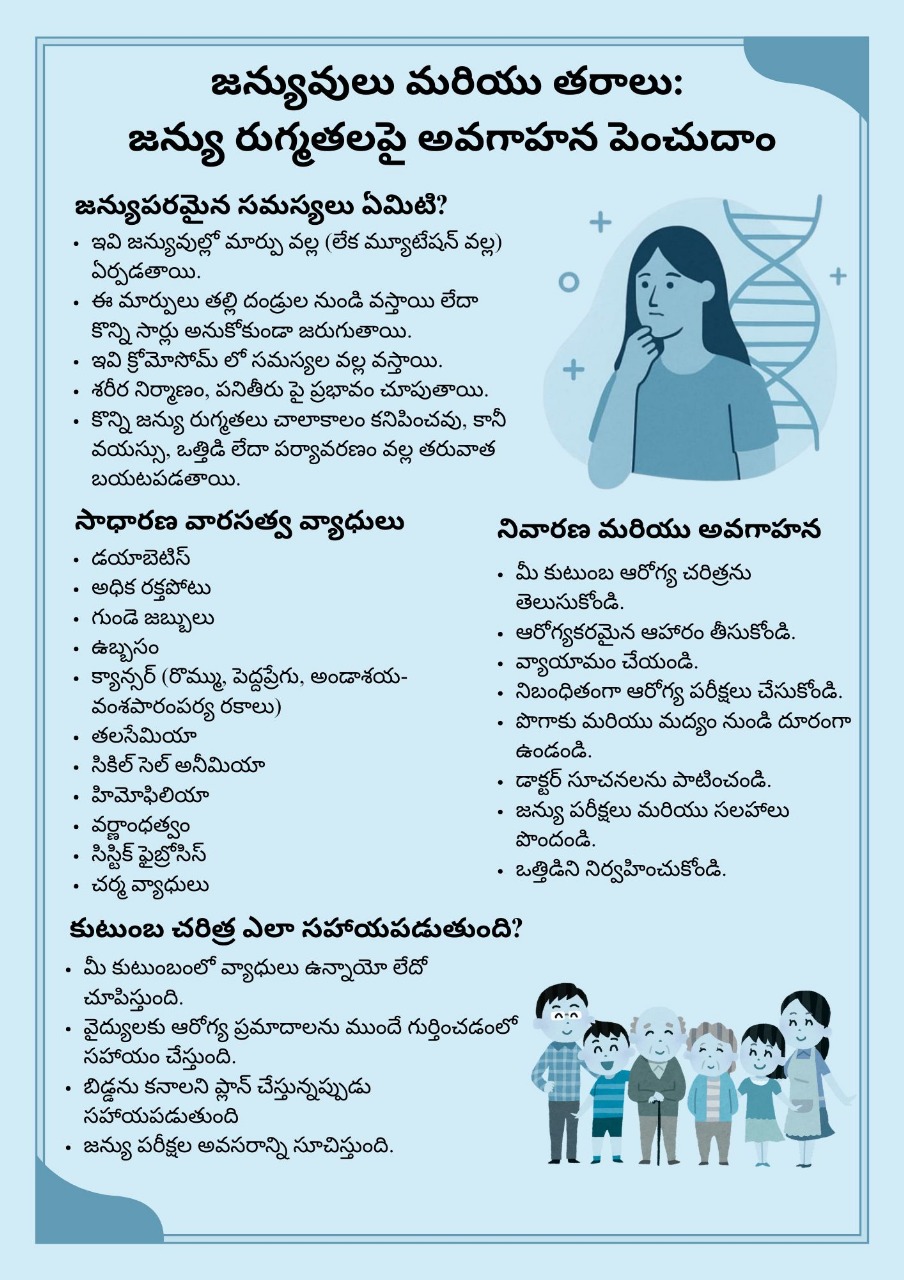 జన్యువులు మరియు తరాలు:
జన్యు రుగ్మతలపై అవగాహన పెంచుదాం
జన్యుపరమైన సమస్యలు ఏమిటి?
• ఇవి జన్యువుల్లో మార్పు వల్ల (లేక మ్యూటేషన్ వల్ల)
ఏర్పడతాయి.
• ఈ మార్పులు తల్లి దండ్రుల నుండి వస్తాయి లేదా
కొన్ని సార్లు అనుకోకుండా జరుగుతాయి.
• ఇవి క్రోమోసోమ్ లో సమస్యల వల్ల వస్తాయి.
• శరీర నిర్మాణం, పనితీరు పై ప్రభావం చూపుతాయి.
• కొన్ని జన్యు రుగ్మతలు చాలాకాలం కనిపించవు, కానీ
వయస్సు, ఒత్తిడి లేదా పర్యావరణం వల్ల తరువాత
బయటపడతాయి.
సాధారణ వారసత్వ వ్యాధులు
• డయాబెటిస్
• అధిక రక్తపోటు
• గుండె జబ్బులు
• ఉబ్బసం
• క్యాన్సర్ (రొమ్ము, పెద్దప్రేగు, అండాశయ-
వంశపారంపర్య రకాలు)
• తలసేమియా
• సికిల్ సెల్ అనీమియా
• హిమోఫిలియా
• వర్ణాంధత్వం
• సిస్టిక్ ఫైబ్రోసిస్
• చర్మ వ్యాధులు
నివారణ మరియు అవగాహన
• మీ కుటుంబ ఆరోగ్య చరిత్రను
తెలుసుకోండి.
• ఆరోగ్యకరమైన ఆహారం తీసుకోండి.
• వ్యాయామం చేయండి.
• నిబంధితంగా ఆరోగ్య పరీక్షలు చేసుకోండి.
• పొగాకు మరియు మద్యం నుండి దూరంగా
ఉండండి.
• డాక్టర్ సూచనలను పాటించండి.
• జన్యు పరీక్షలు మరియు సలహాలు
పొందండి.
• ఒత్తిడిని నిర్వహించుకోండి.
కుటుంబ చరిత్ర ఎలా సహాయపడుతుంది?
• మీ కుటుంబంలో వ్యాధులు ఉన్నాయో లేదో
చూపిస్తుంది.
• వైద్యులకు ఆరోగ్య ప్రమాదాలను ముందే గుర్తించడంలో
సహాయం చేస్తుంది.
• బిడ్డను కనాలని ప్లాన్ చేస్తున్నప్పుడు
సహాయపడుతుంది
• జన్యు పరీక్షల అవసరాన్ని సూచిస్తుంది.